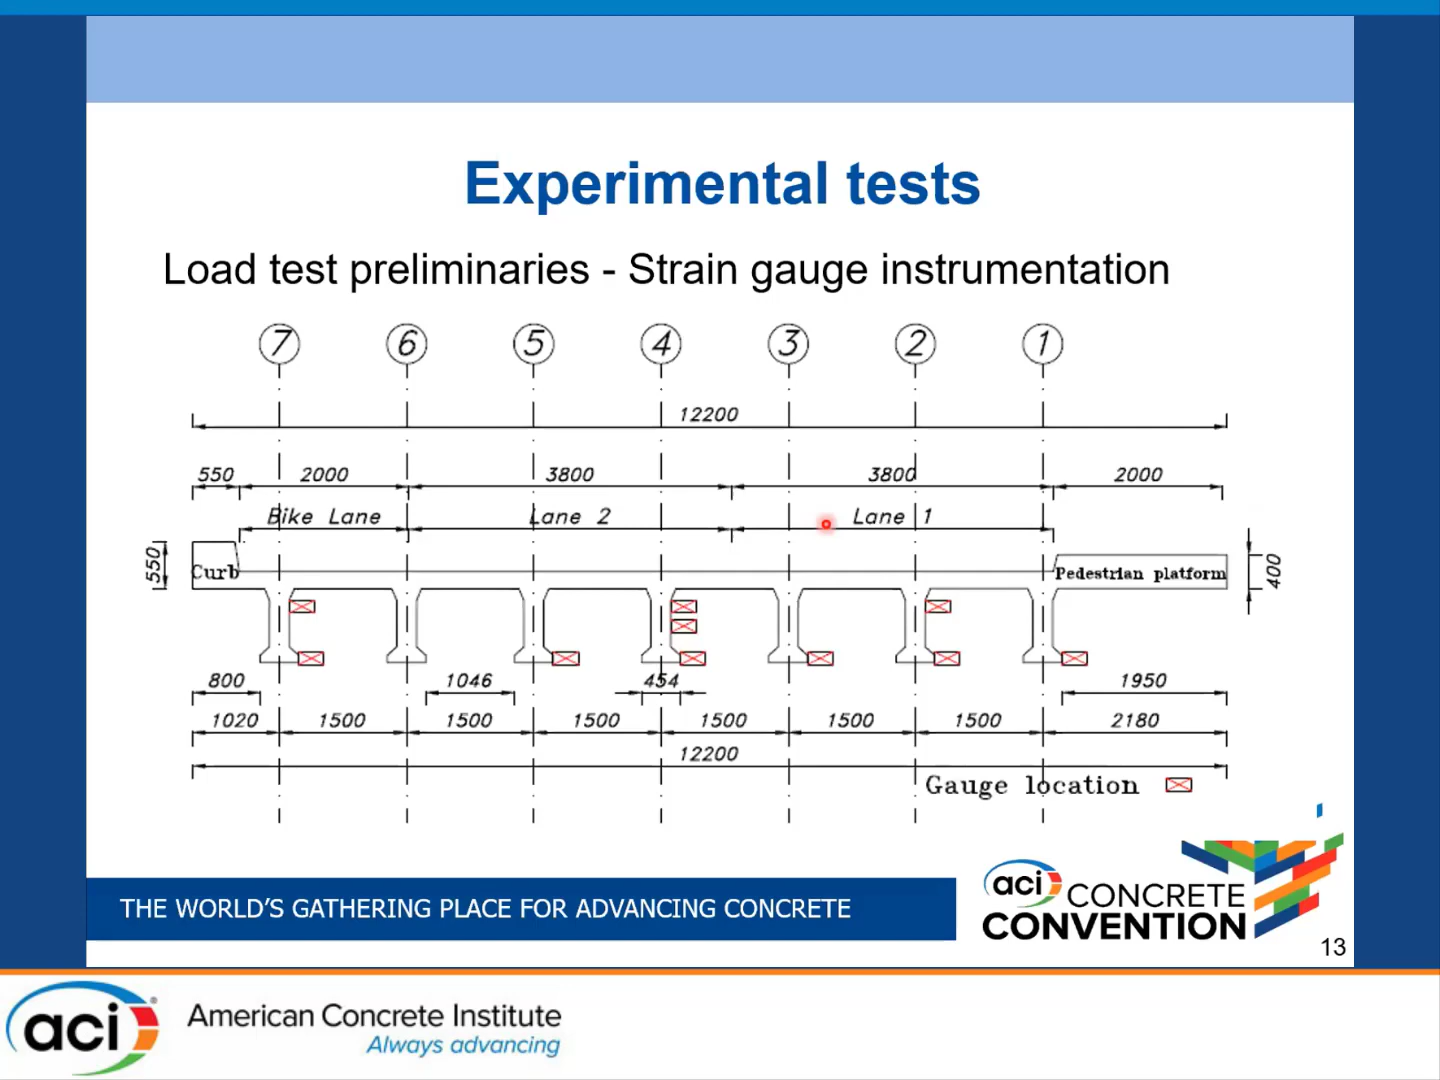 Experimental tests
Load test preliminaries - Strain gauge instrumentation
7 6 5 4 3 2 1
12200
550 2000 3800 3800 2000
Bike Lane Lane 2 Lane 1
550 Curb Pedestrian platform 400
800 1046 454 1950
1020 1500 1500 1500 1500 1500 1500 2180
12200
Gauge location
THE WORLD'S GATHERING PLACE FOR ADVANCING CONCRETE
aci CONCRETE
CONVENTION
13
aci American Concrete Institute
Always advancing